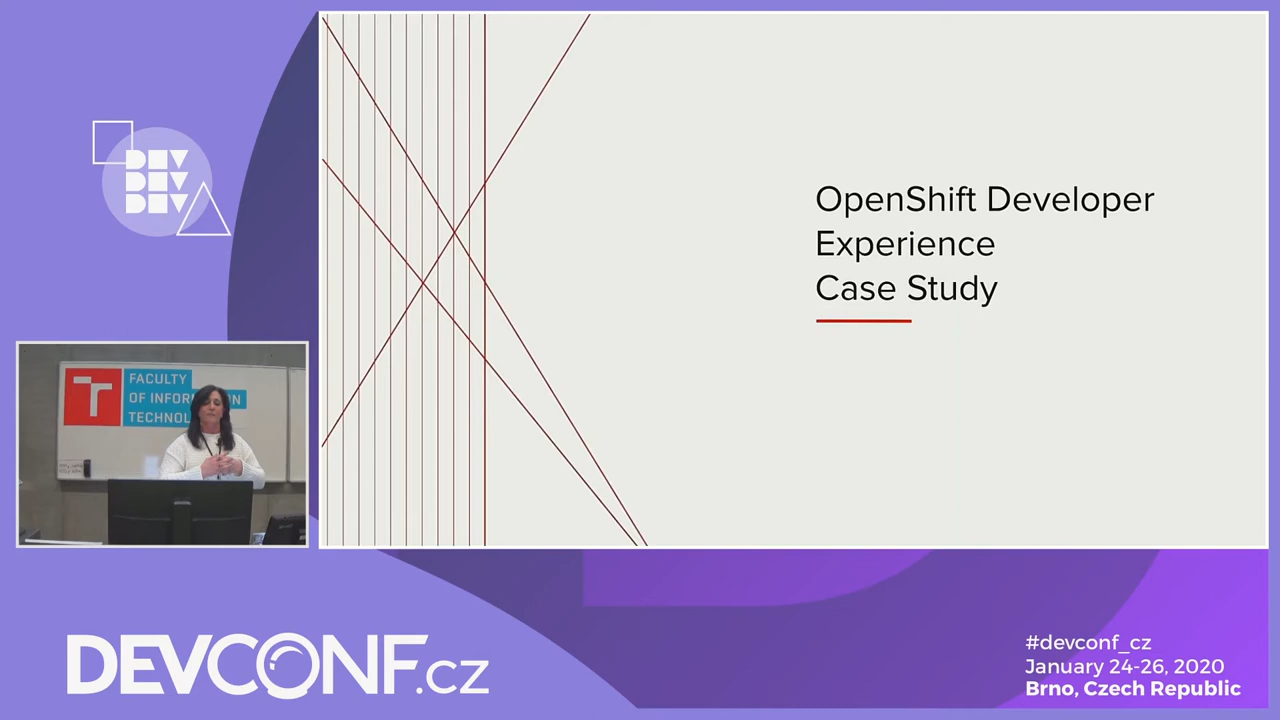 DEV
DEV
DEV
OpenShift Developer
Experience
Case Study
FACULTY
OF INFOR
IN
TECHNOL
DEVCONF.cz
#devconf_cz
January 24-26, 2020
Brno, Czech Republic